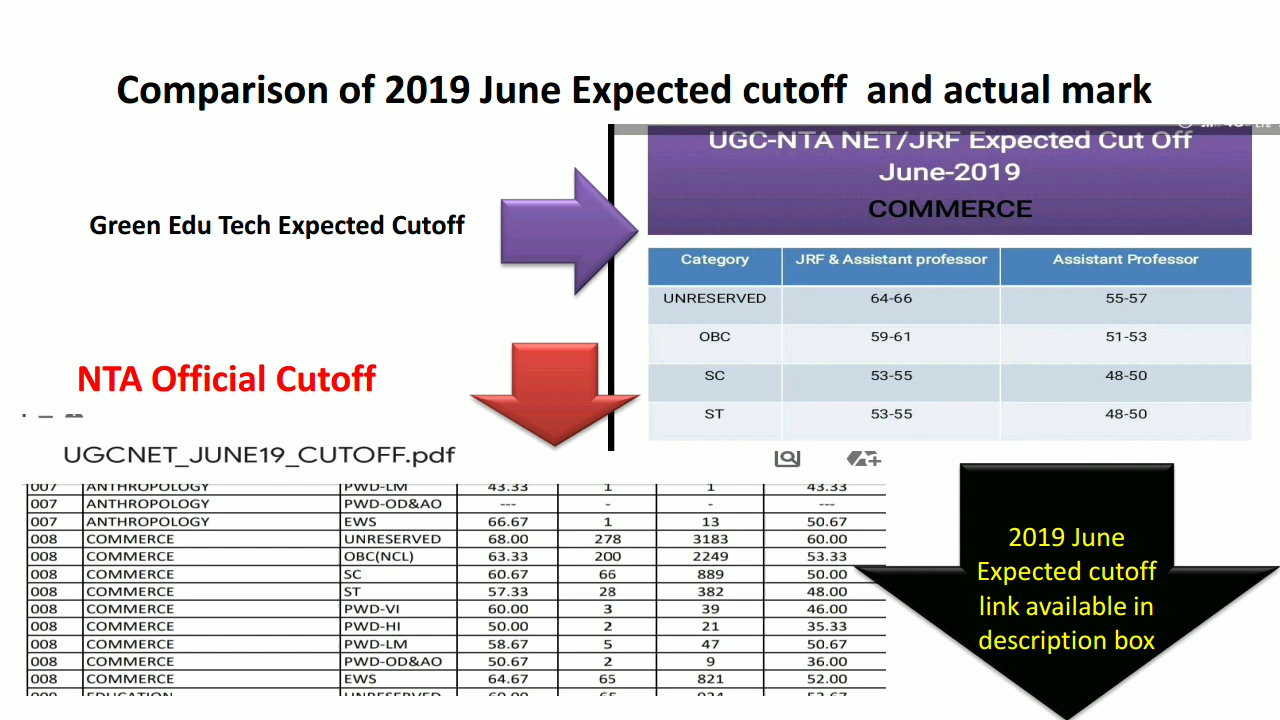 Comparison of 2019 June Expected cutoff and actual mark
UGC-NTA NET/JRF Expected Cut Off
June-2019
COMMERCE
Green Edu Tech Expected Cutoff
Category JRF & Assistant professor Assistant Professor
UNRESERVED 64-66 55-57
OBC 59-61 51-53
SC 53-55 48-50
ST 53-55 48-50
NTA Official Cutoff
UGCNET_JUNE19_CUTOFF.pdf
007 ANTHROPOLOGY PWD-LM 43.33 1 1 43.33
007 ANTHROPOLOGY PWD-OD&AO --- - - ---
007 ANTHROPOLOGY EWS 66.67 1 13 50.67
008 COMMERCE UNRESERVED 68.00 278 3183 60.00
008 COMMERCE OBC(NCL) 63.33 200 2249 53.33
008 COMMERCE SC 60.67 66 889 50.00
008 COMMERCE ST 57.33 28 382 48.00
008 COMMERCE PWD-VI 60.00 3 39 46.00
008 COMMERCE PWD-HI 50.00 2 21 35.33
008 COMMERCE PWD-LM 58.67 5 47 50.67
008 COMMERCE PWD-OD&AO 50.67 2 9 36.00
008 COMMERCE EWS 64.67 65 821 52.00
EDUCATION UNRESERVED
2019 June
Expected cutoff
link available in
description box